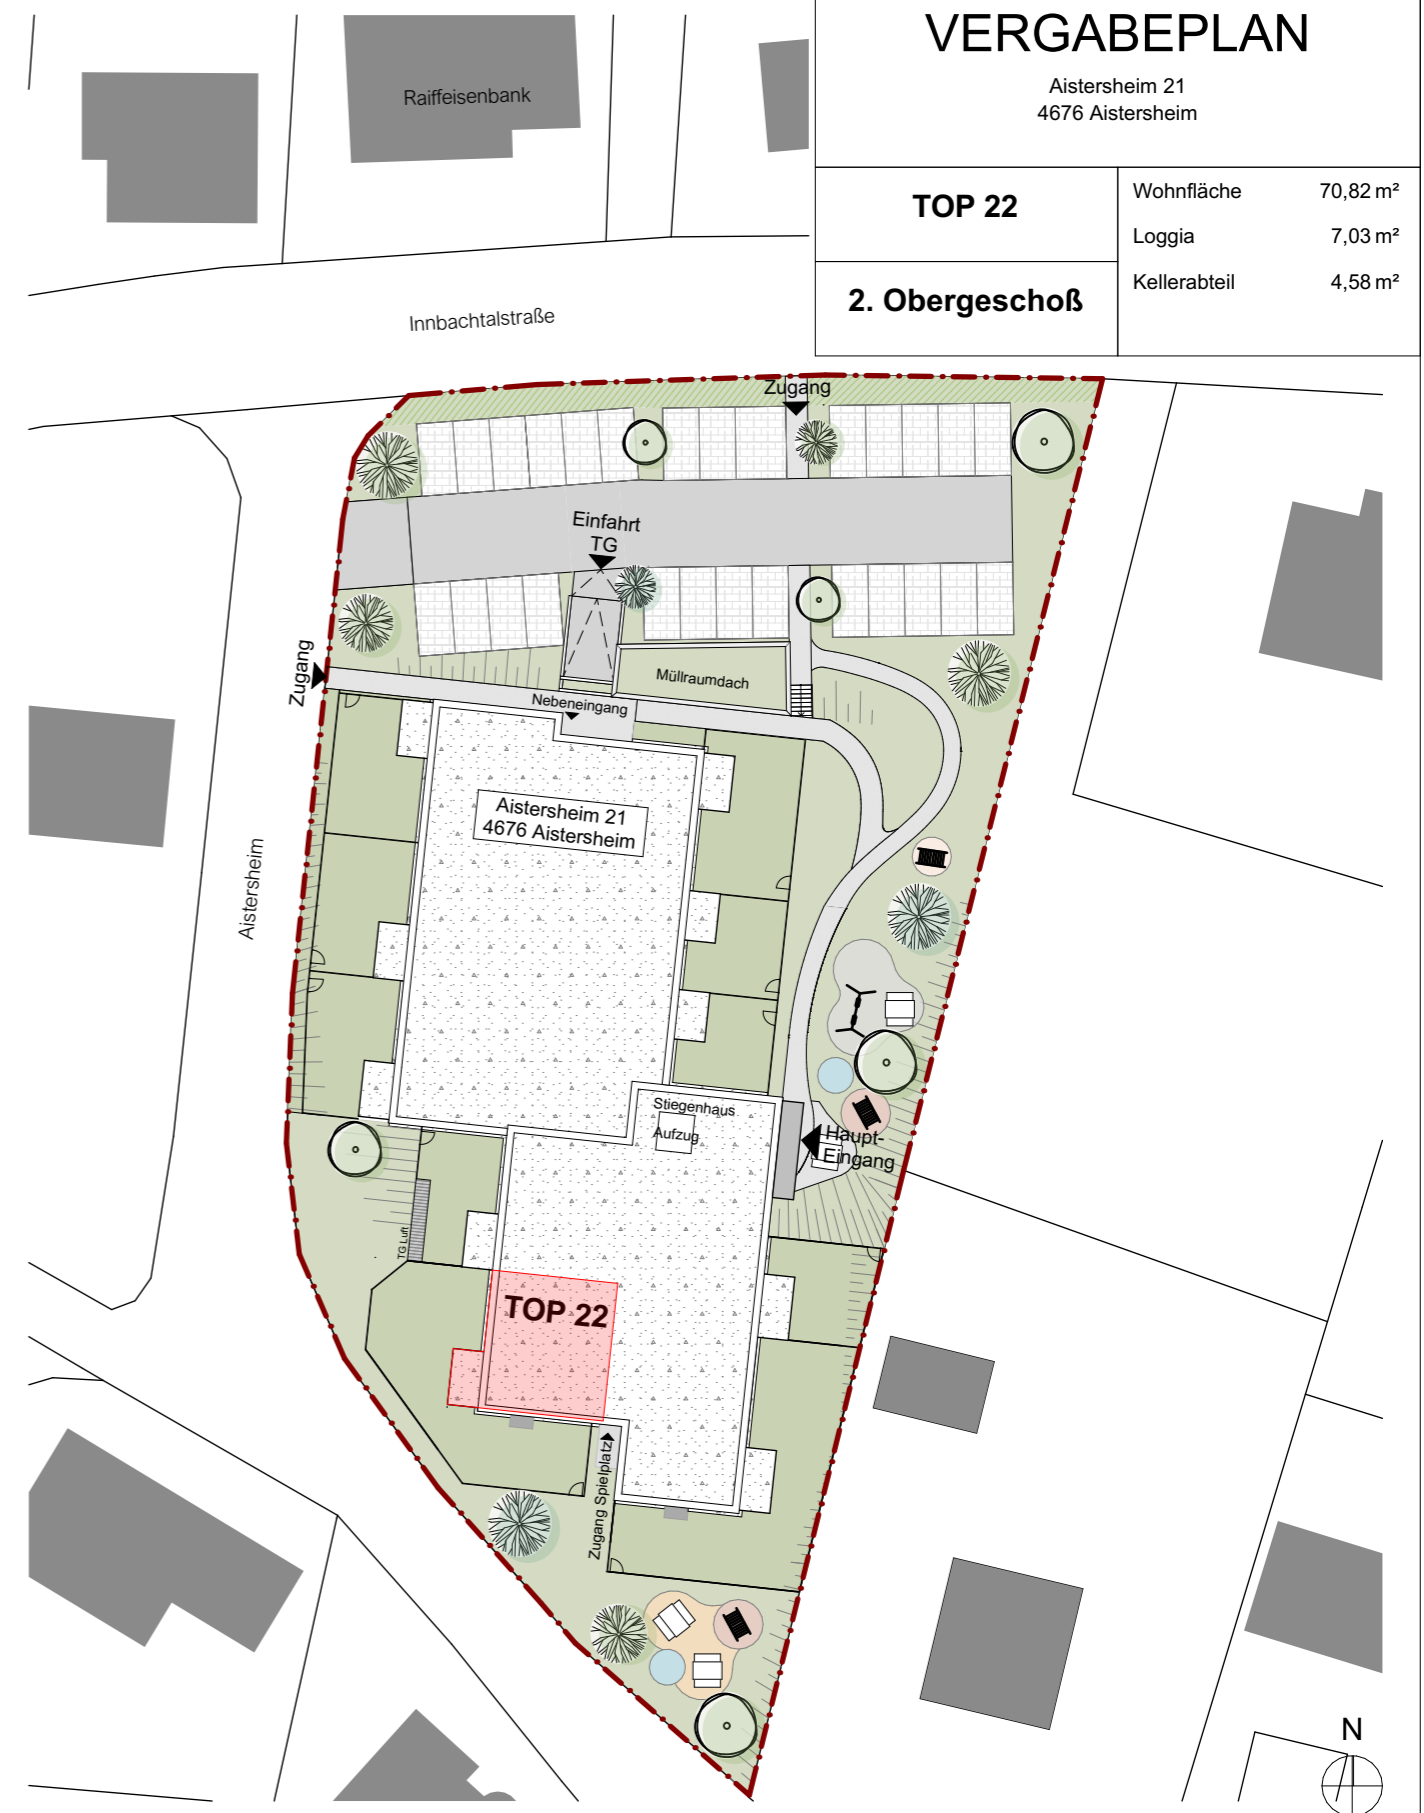 VERGABEPLAN
Aistersheim 21
4676 Aistersheim
TOP 22
2. Obergeschoß
Wohnfläche 70,82 m²
Loggia 7,03 m²
Kellerabteil 4,58 m²
Raiffeisenbank
Innbachtalstraße
Zugang
Einfahrt
TG
Zugang
Müllraumdach
Nebeneingang
Aistersheim 21
4676 Aistersheim
Aistersheim
Stiegenhaus
Aufzug
Haupt-
Eingang
TG Luft
TOP 22
Zugang Spielplatz
N